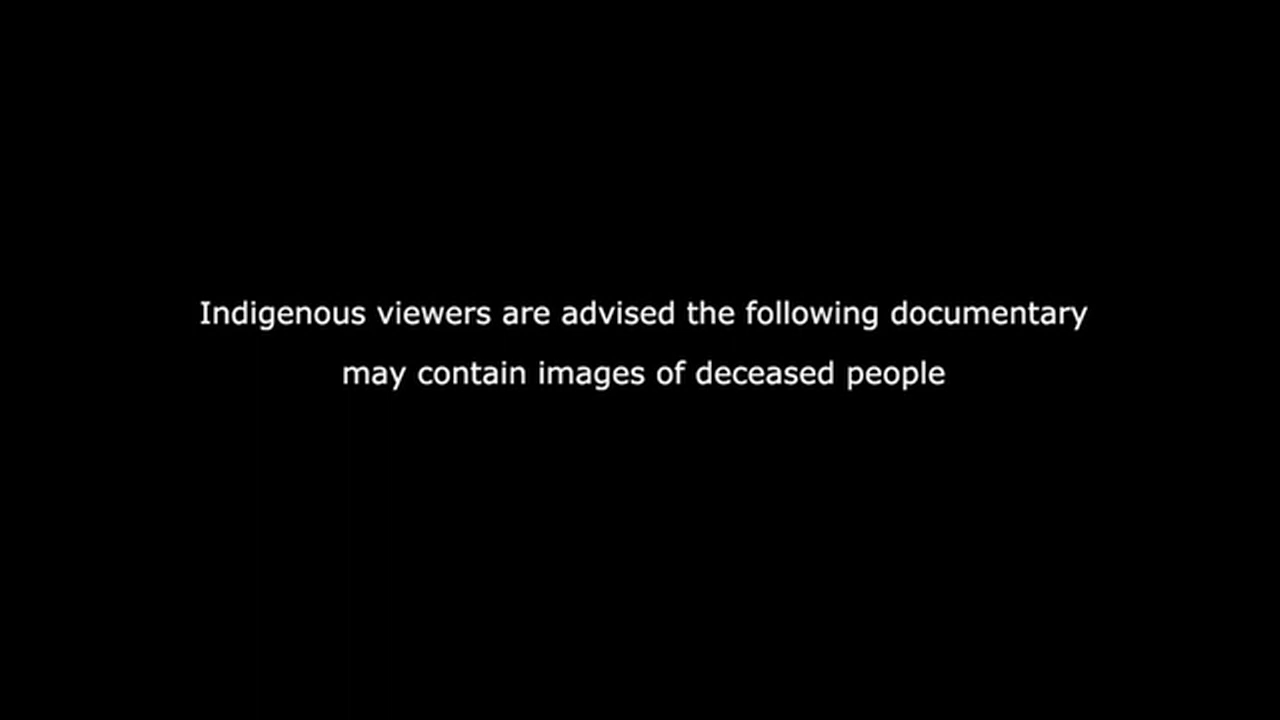 Indigenous viewers are advised the following documentary
may contain images of deceased people